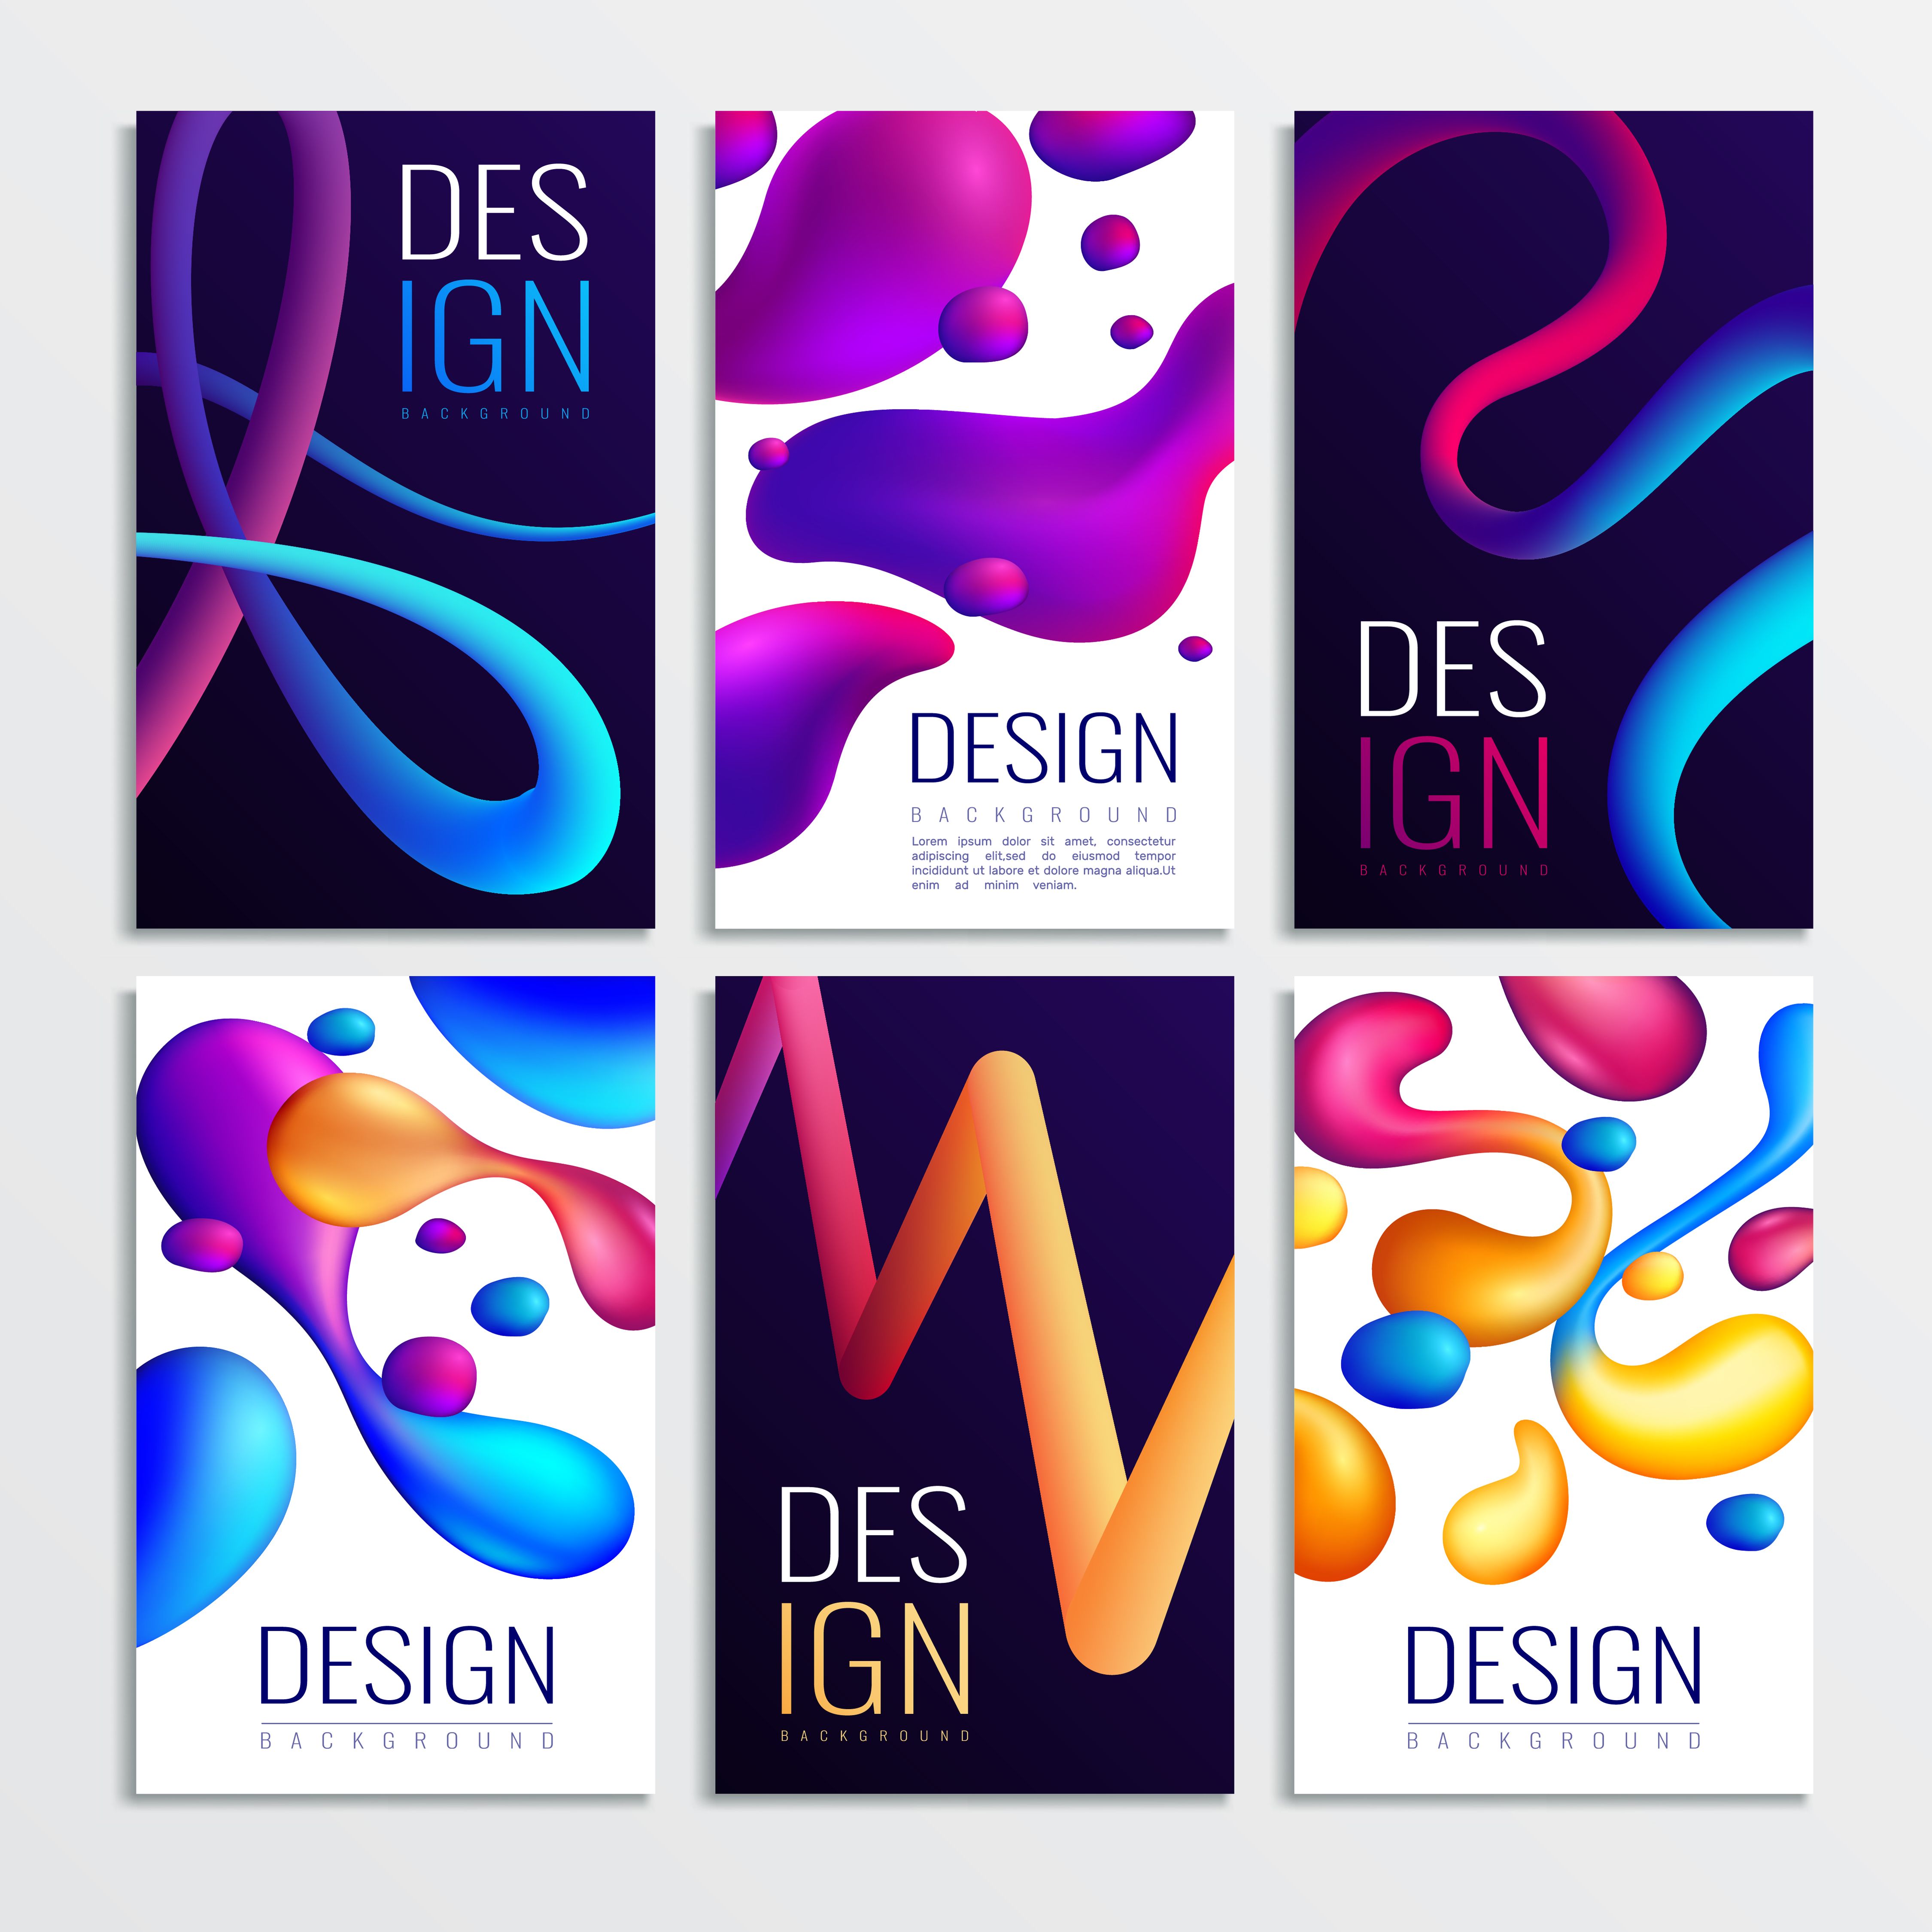 DES
IGN
BACKGROUND
DESIGN
BACKGROUND
Lorem ipsum dolor sit amet, consectetur
adipiscing elit,sed do eiusmod tempor
incididunt ut labore et dolore magna aliqua.Ut
enim ad minim veniam.
DES
IGN
BACKGROUND
DESIGN
BACKGROUND
DES
IGN
BACKGROUND
DESIGN
BACKGROUND